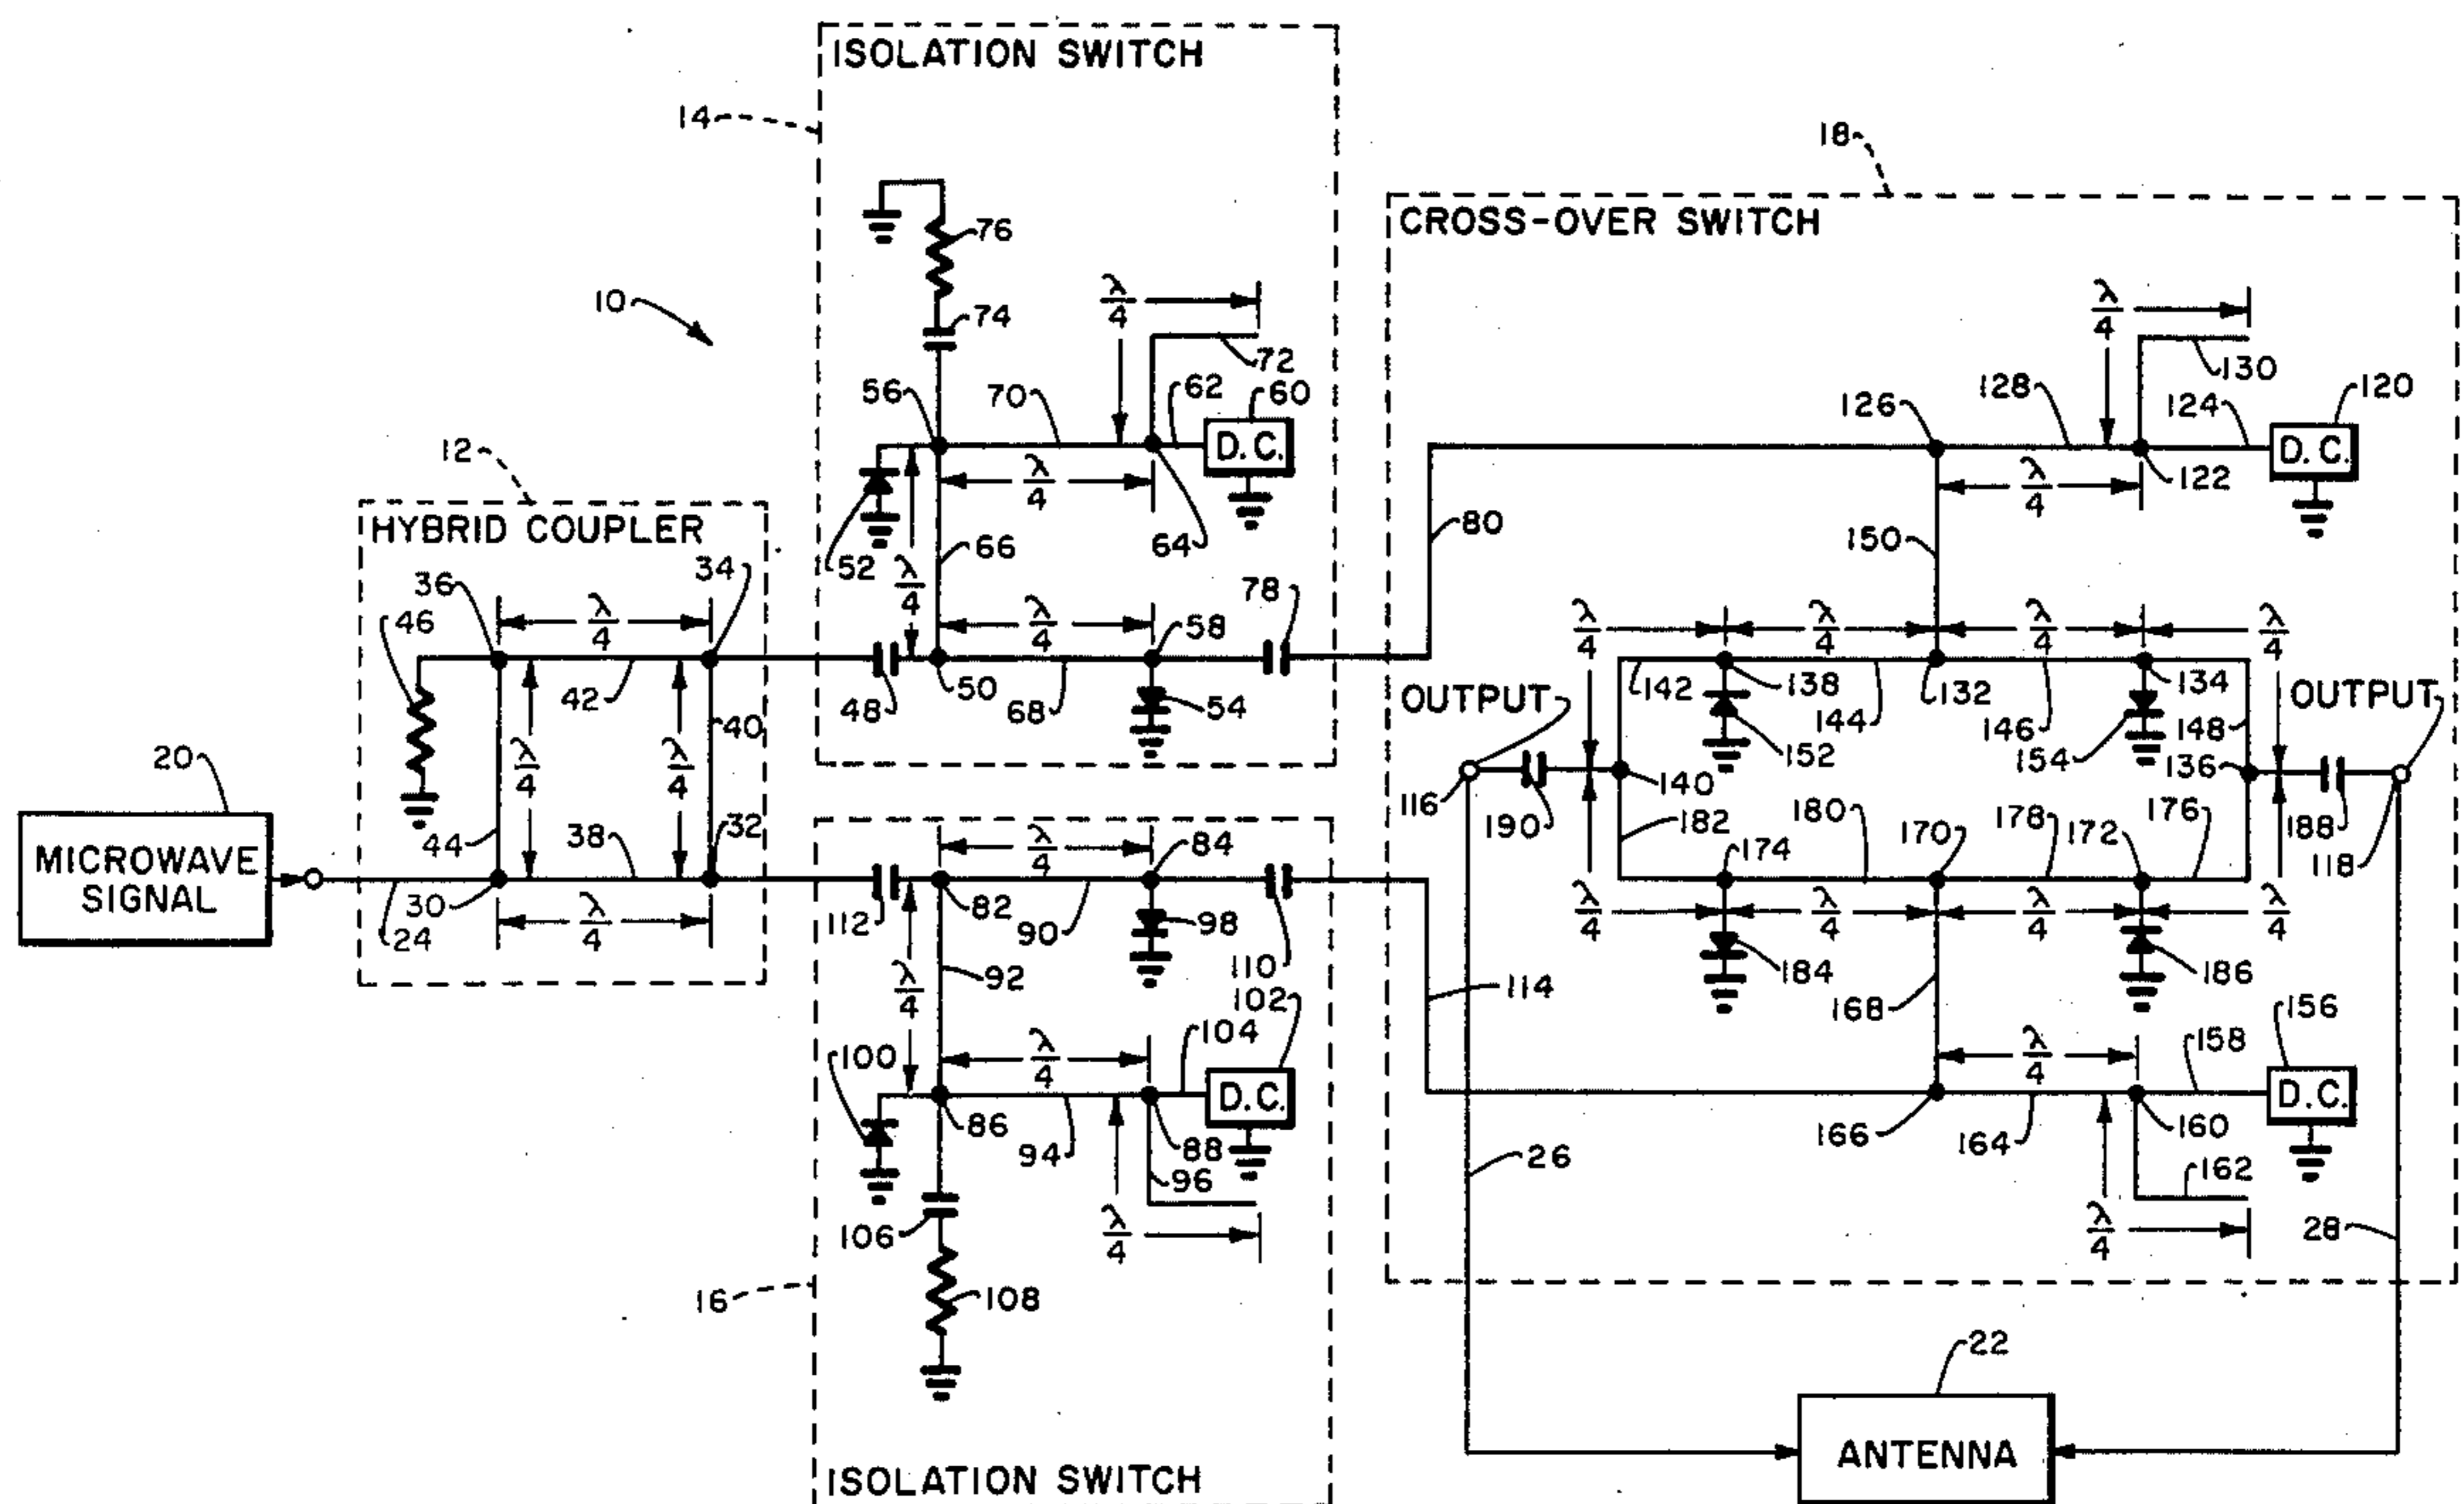 ISOLATION SWITCH
14
18
CROSS-OVER SWITCH
76
10
74
λ/4
72
λ/4
130
56
70
62
60
D.C.
126
128
124
120
D.C.
12
HYBRID COUPLER
52
λ/4
64
λ/4
122
66
80
150
36
34
λ/4
78
46
λ/4
λ/4
58
λ/4
λ/4
λ/4
λ/4
42
48
50
68
54
OUTPUT
142
138
144
132
146
134
OUTPUT
40
148
20
λ/4
λ/4
152
154
136
116
190
140
188
118
MICROWAVE
SIGNAL
44
38
32
λ/4
84
182
180
170
178
172
176
174
24
30
λ/4
112
82
90
98
λ/4
λ/4
λ/4
λ/4
110
184
186
λ/4
92
102
114
168
156
100
λ/4
104
D.C.
λ/4
158
D.C.
86
94
88
96
26
166
164
160
162
106
λ/4
λ/4
28
16
108
22
ANTENNA
ISOLATION SWITCH